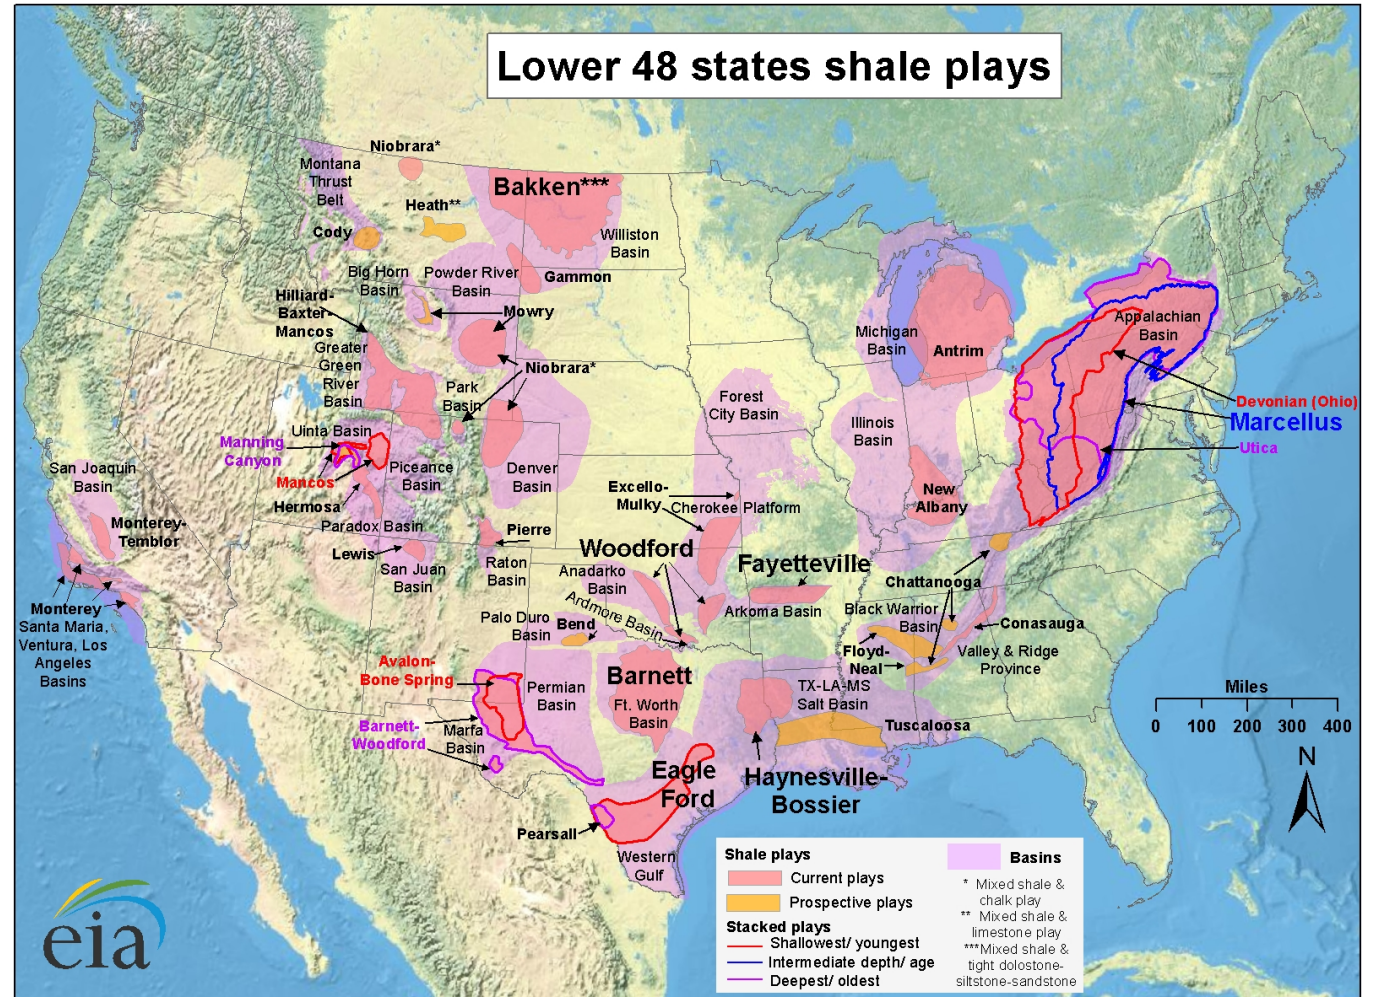 Lower 48 states shale plays
Niobrara*
Montana
Thrust
Belt
Bakken***
Heath**
Cody
Williston
Basin
Big Horn
Basin
Powder River
Basin
Gammon
Hilliard-
Baxter-
Mancos
Mowry
Greater
Green
River
Basin
Park
Basin
Niobrara*
Michigan
Basin
Antrim
Appalachian
Basin
Devonian (Ohio)
Marcellus
Utica
Forest
City Basin
Illinois
Basin
Uinta Basin
Manning
Canyon
Mancos
Piceance
Basin
Denver
Basin
Hermosa
Paradox Basin
San Joaquin
Basin
Monterey-
Temblor
Excello-
Mulky
Cherokee Platform
New
Albany
Lewis
San Juan
Basin
Pierre
Raton
Basin
Woodford
Anadarko
Basin
Ardmore Basin
Fayetteville
Arkoma Basin
Chattanooga
Black Warrior
Basin
Conasauga
Valley & Ridge
Province
Floyd-
Neal
Monterey
Santa Maria,
Ventura, Los
Angeles
Basins
Palo Duro
Basin
Bend
Avalon-
Bone Spring
Permian
Basin
Barnett
Ft. Worth
Basin
TX-LA-MS
Salt Basin
Tuscaloosa
Barnett-
Woodford
Marfa
Basin
Eagle
Ford
Haynesville-
Bossier
Pearsall
Western
Gulf
Miles
0 100 200 300 400
N
Shale plays
Current plays
Prospective plays
Stacked plays
Shallowest/ youngest
Intermediate depth/ age
Deepest/ oldest
Basins
* Mixed shale &
chalk play
** Mixed shale &
limestone play
***Mixed shale &
tight dolostone-
siltstone-sandstone
eia